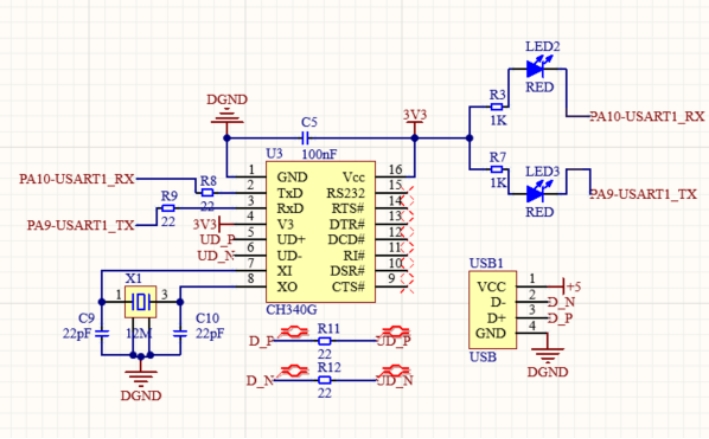 LED2
RED
PA10-USART1_RX
R3
1K
DGND
C5
100nF
3V3
R7
1K
LED3
RED
PA9-USART1_TX
U3
PA10-USART1_RX
R8
22
PA9-USART1_TX
R9
22
3V3
UD_P
UD_N
1 GND Vcc 16
2 TxD RS232 15
3 RxD RTS# 14
4 V3 DTR# 13
5 UD+ DCD# 12
6 UD- RI# 11
7 XI DSR# 10
8 XO CTS# 9
CH340G
X1
1 3
12M
C9
22pF
C10
22pF
DGND
D_P R11 UD_P
22
D_N R12 UD_N
22
USB1
VCC 1 +5
D- 2 D_N
D+ 3 D_P
GND 4
USB
DGND